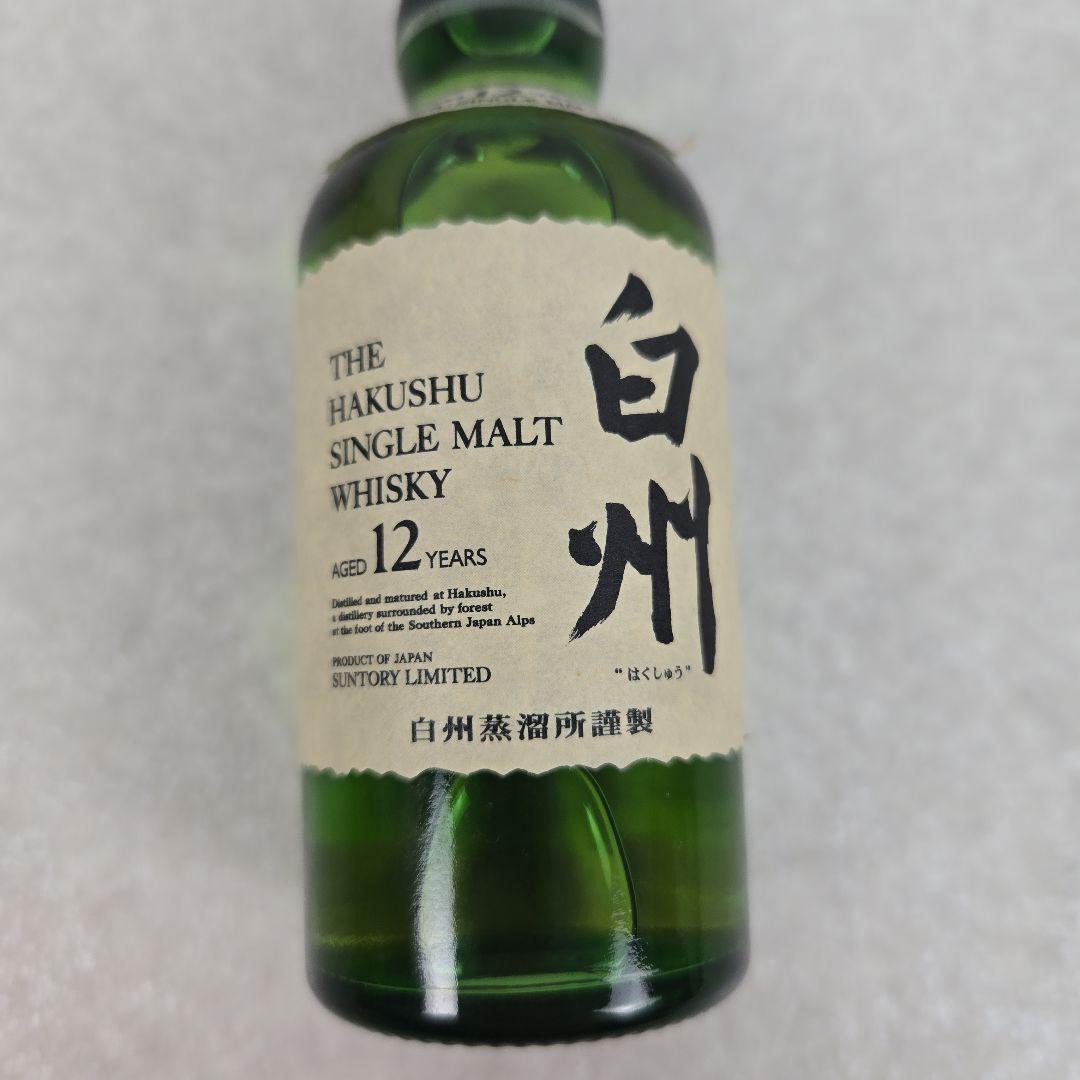 THE
HAKUSHU
SINGLE MALT
WHISKY
AGED 12 YEARS
Distilled and matured at Hakushu,
a distillery surrounded by forest
at the foot of the Southern Japan Alps
PRODUCT OF JAPAN
SUNTORY LIMITED
白州
“はくしゅう”
白州蒸溜所謹製